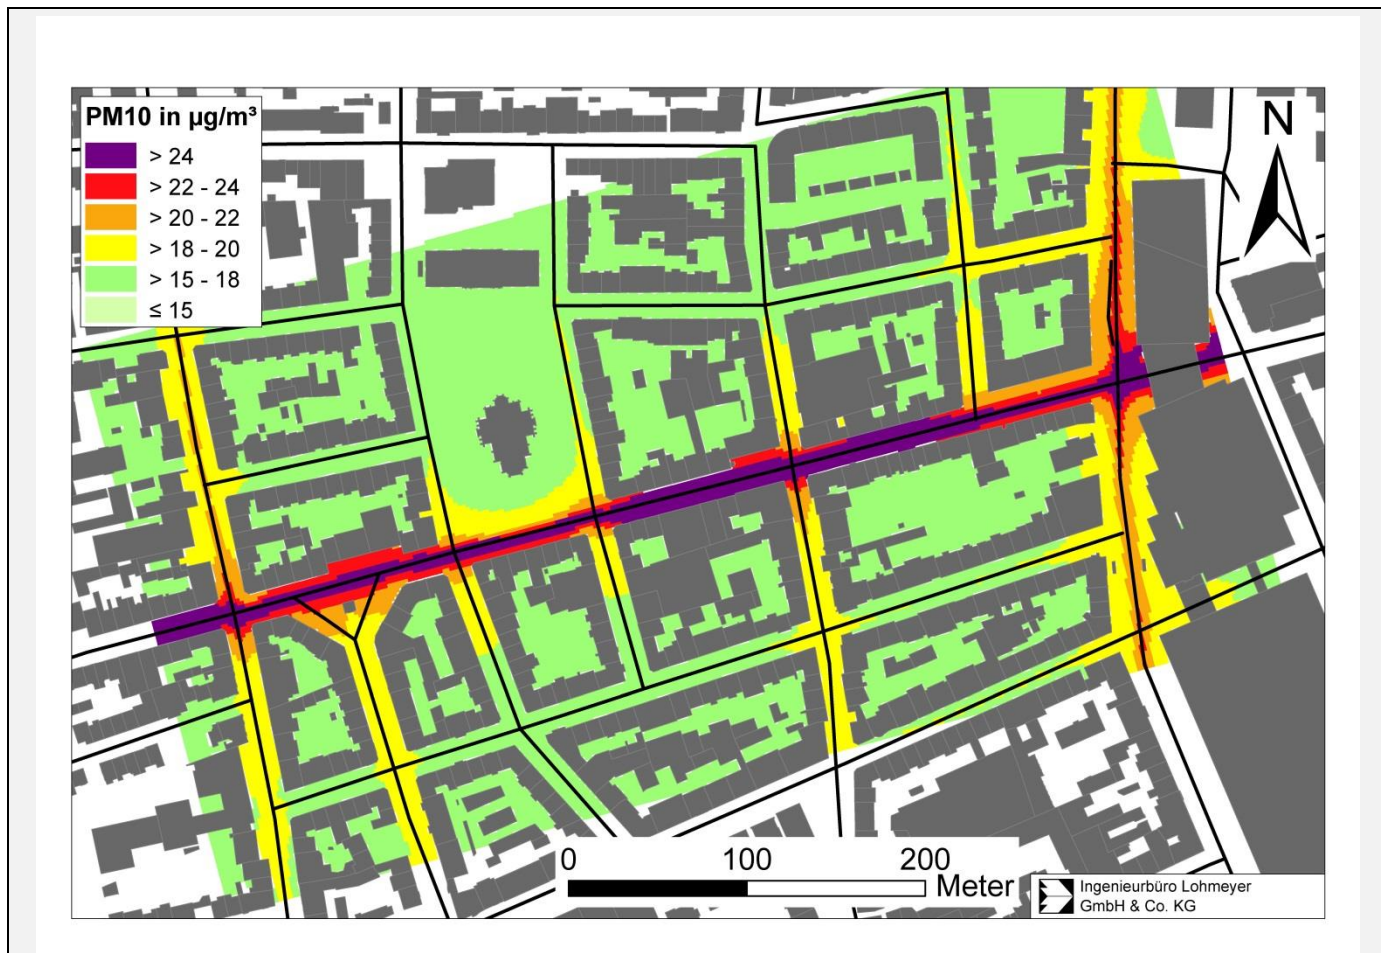 PM10 in µg/m³
> 24
> 22 - 24
> 20 - 22
> 18 - 20
> 15 - 18
≤ 15
N
0 100 200
Meter
Ingenieurbüro Lohmeyer
GmbH & Co. KG